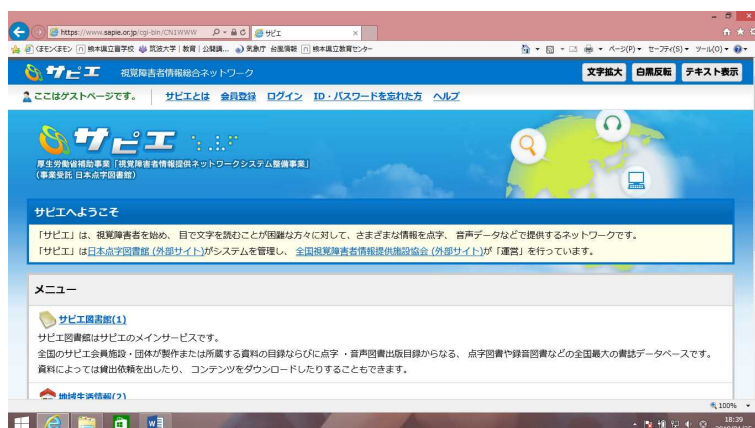 https://www.sapie.or.jp/cgi-bin/CN1WWW
サピエ
熊本県立盲学校
筑波大学 | 教育 | 公開講...
気象庁 台風情報
熊本県立教育センター
ページ(P)
セーフティ(S)
ツール(O)
サピエ 視覚障害者情報総合ネットワーク
文字拡大 白黒反転 テキスト表示
ここはゲストページです。 サピエとは 会員登録 ログイン ID・パスワードを忘れた方 ヘルプ
サピエ
厚生労働省補助事業「視覚障害者情報提供ネットワークシステム整備事業」
(事業受託 日本点字図書館)
サピエへようこそ
「サピエ」は、視覚障害者を始め、目で文字を読むことが困難な方々に対して、さまざまな情報を点字、音声データなどで提供するネットワークです。
「サピエ」は日本点字図書館 (外部サイト)がシステムを管理し、 全国視覚障害者情報提供施設協会 (外部サイト)が「運営」を行っています。
メニュー
サピエ図書館(1)
サピエ図書館はサピエのメインサービスです。
全国のサピエ会員施設・団体が製作または所蔵する資料の目録ならびに点字・音声図書出版目録からなる、点字図書や録音図書などの全国最大の書誌データベースです。
資料によっては貸出依頼を出したり、コンテンツをダウンロードしたりすることもできます。
地域生活情報(2)
100%
18:39